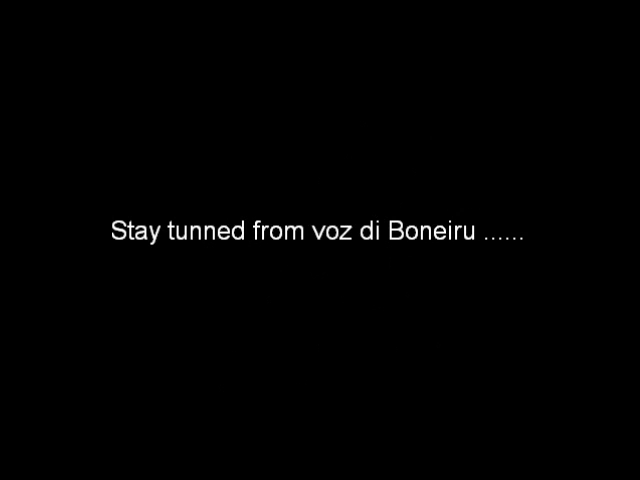 Stay tunned from voz di Boneiru ......